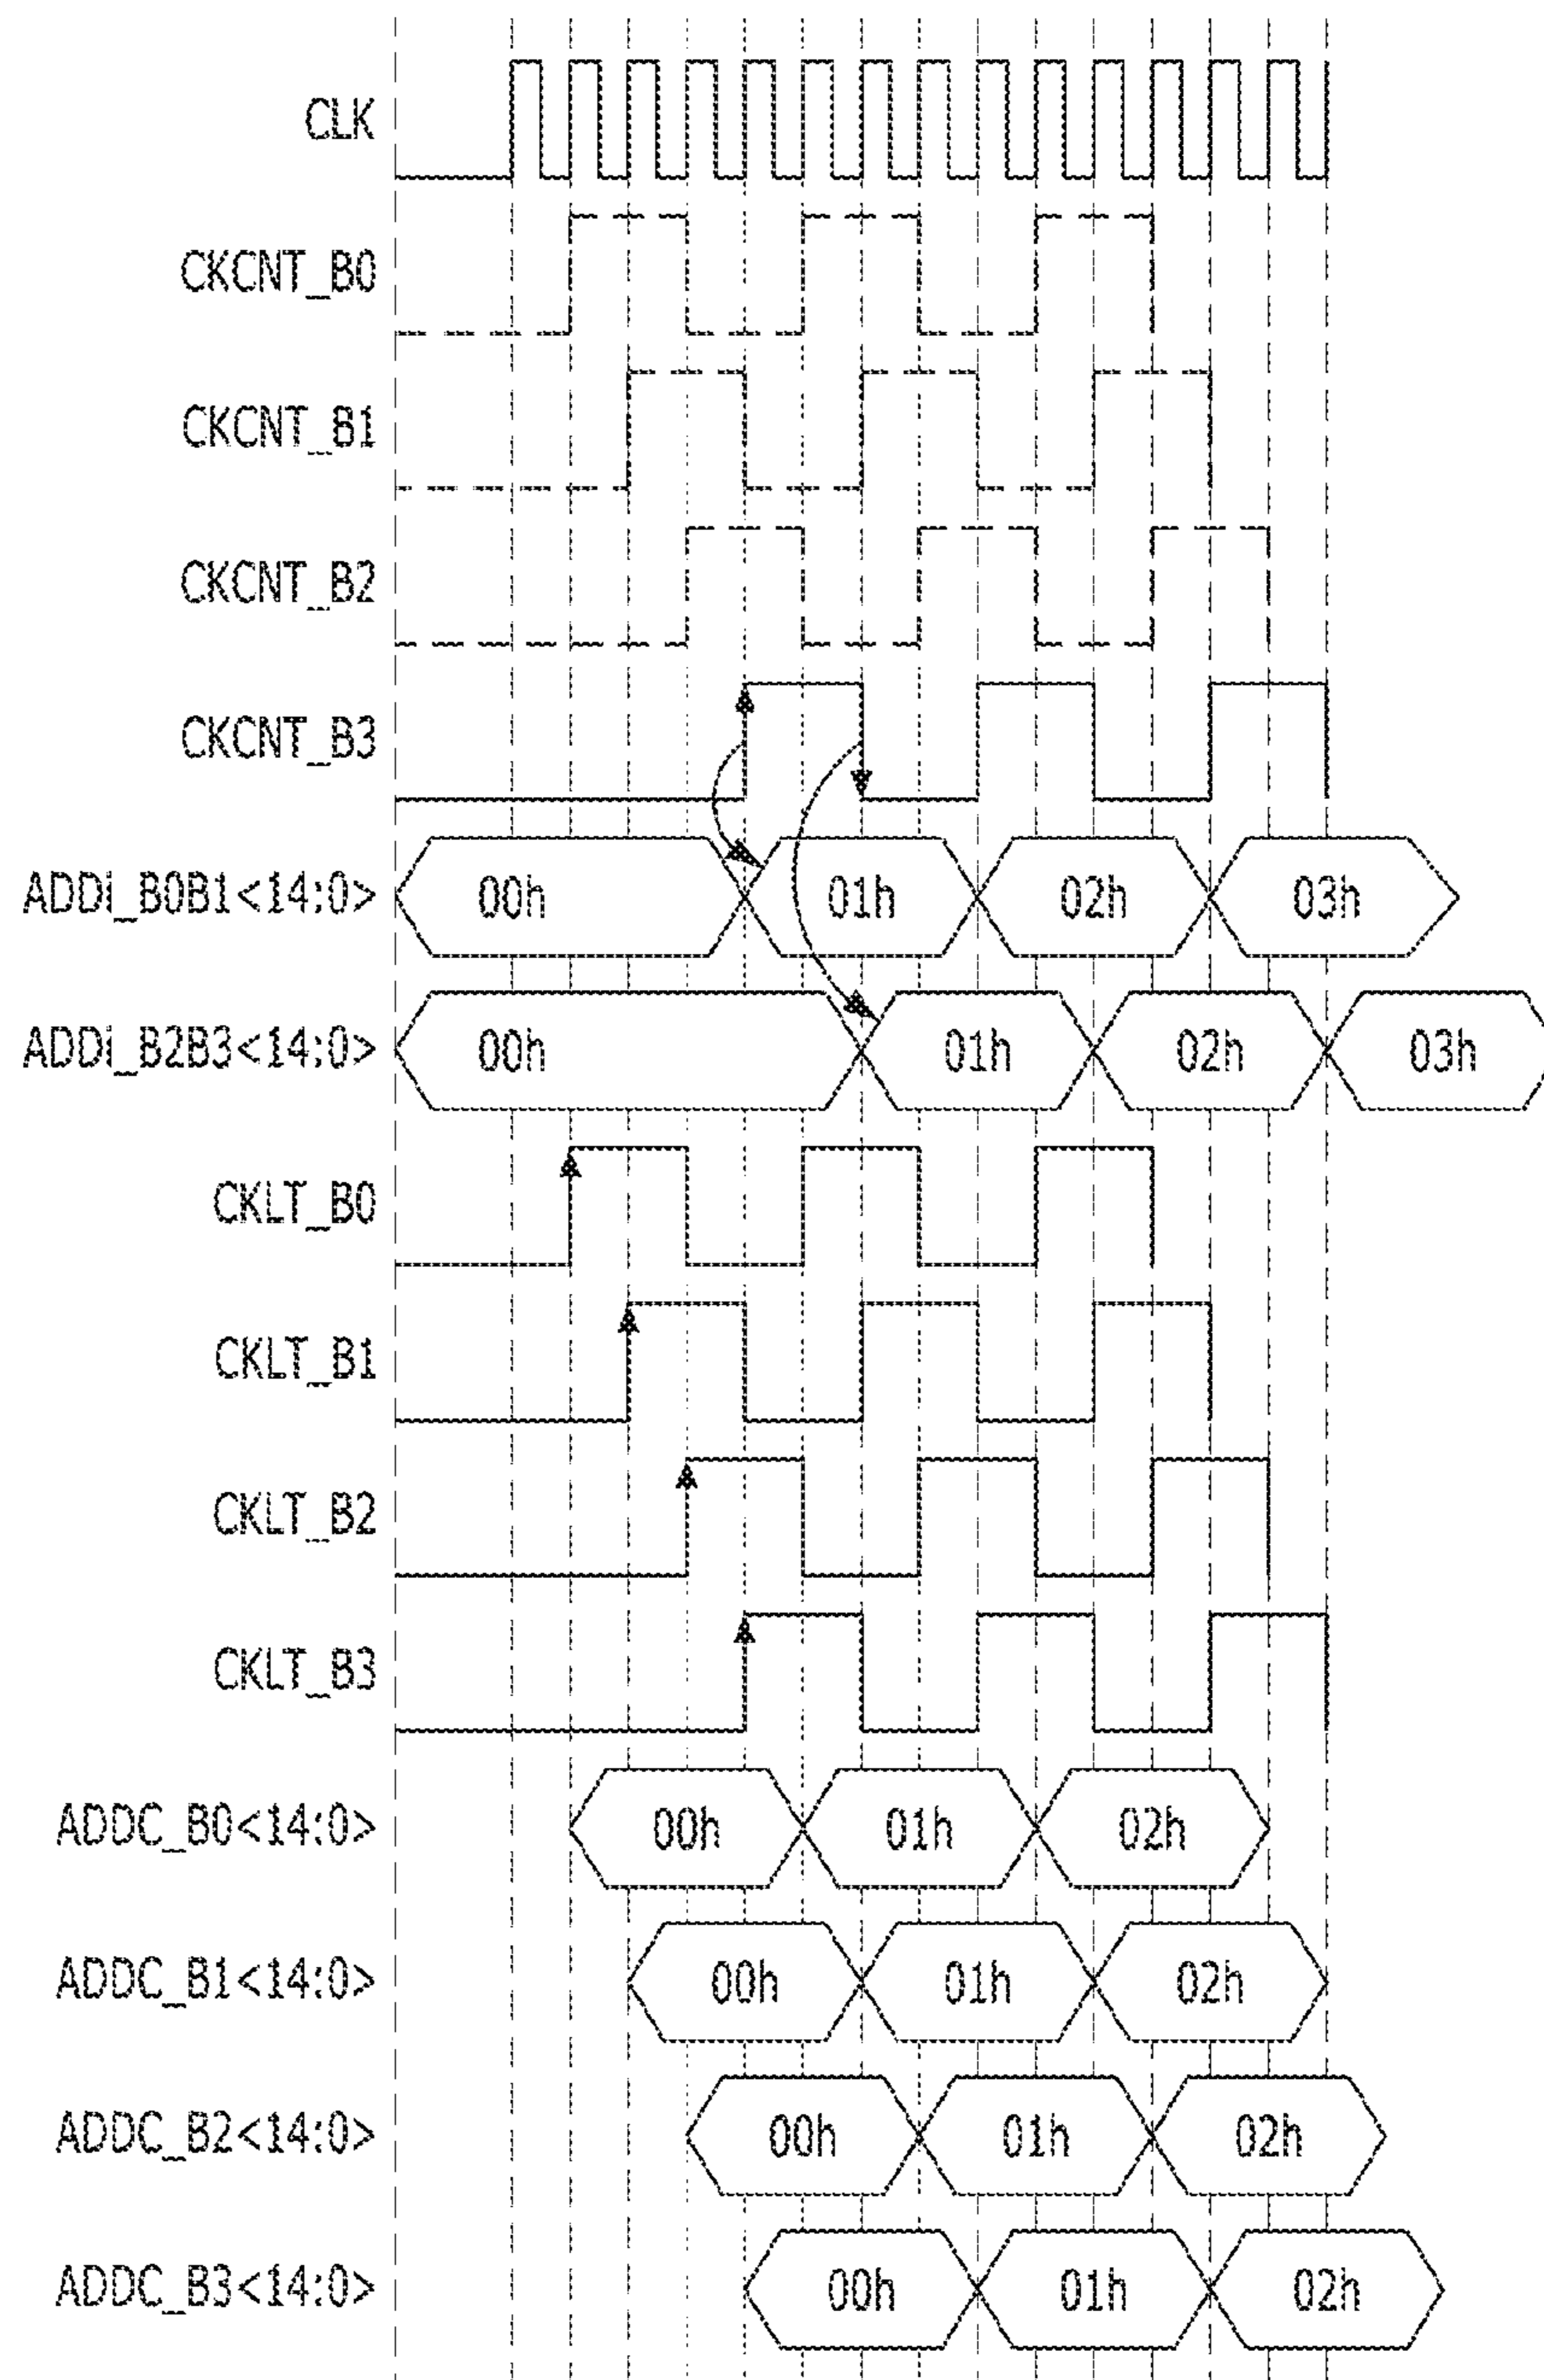 CLK
CKCNT_B0
CKCNT_B1
CKCNT_B2
CKCNT_B3
ADDi_B0B1<14:0> 00h 01h 02h 03h
ADDi_B2B3<14:0> 00h 01h 02h 03h
CKLT_B0
CKLT_B1
CKLT_B2
CKLT_B3
ADDC_B0<14:0> 00h 01h 02h
ADDC_B1<14:0> 00h 01h 02h
ADDC_B2<14:0> 00h 01h 02h
ADDC_B3<14:0> 00h 01h 02h